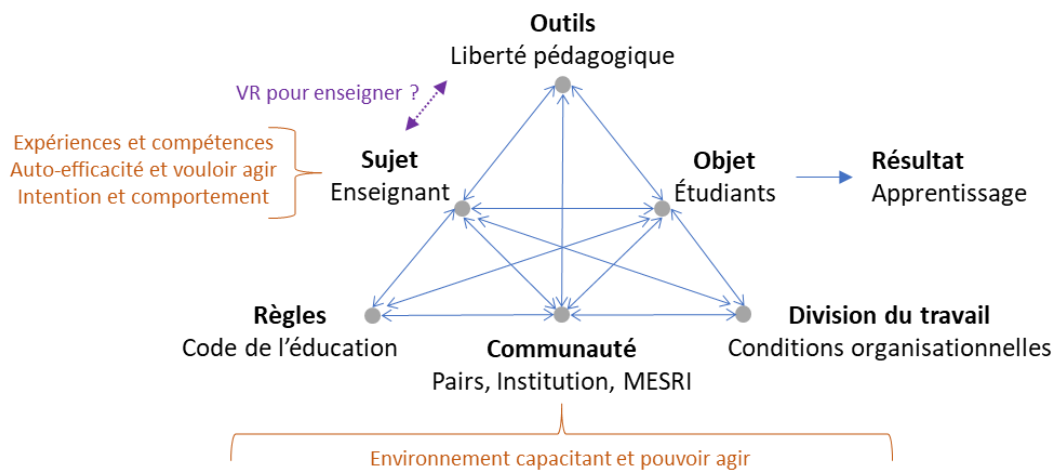 Outils
Liberté pédagogique
VR pour enseigner ?
Expériences et compétences
Auto-efficacité et vouloir agir
Intention et comportement
Sujet
Enseignant
Objet
Étudiants
Résultat
Apprentissage
Règles
Code de l’éducation
Communauté
Pairs, Institution, MESRI
Division du travail
Conditions organisationnelles
Environnement capacitant et pouvoir agir